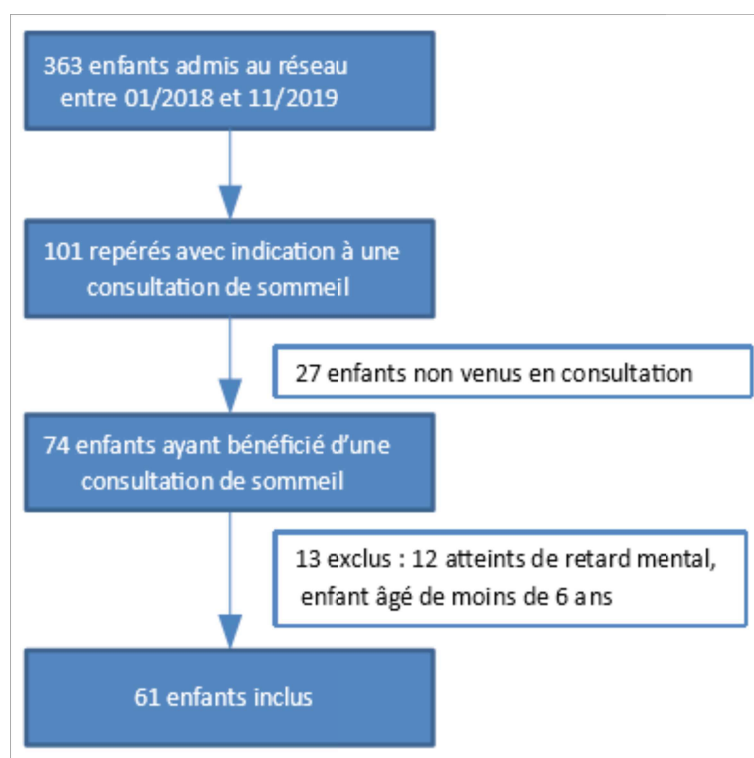 363 enfants admis au réseau
entre 01/2018 et 11/2019
101 repérés avec indication à une
consultation de sommeil
27 enfants non venus en consultation
74 enfants ayant bénéficié d'une
consultation de sommeil
13 exclus : 12 atteints de retard mental,
enfant âgé de moins de 6 ans
61 enfants inclus